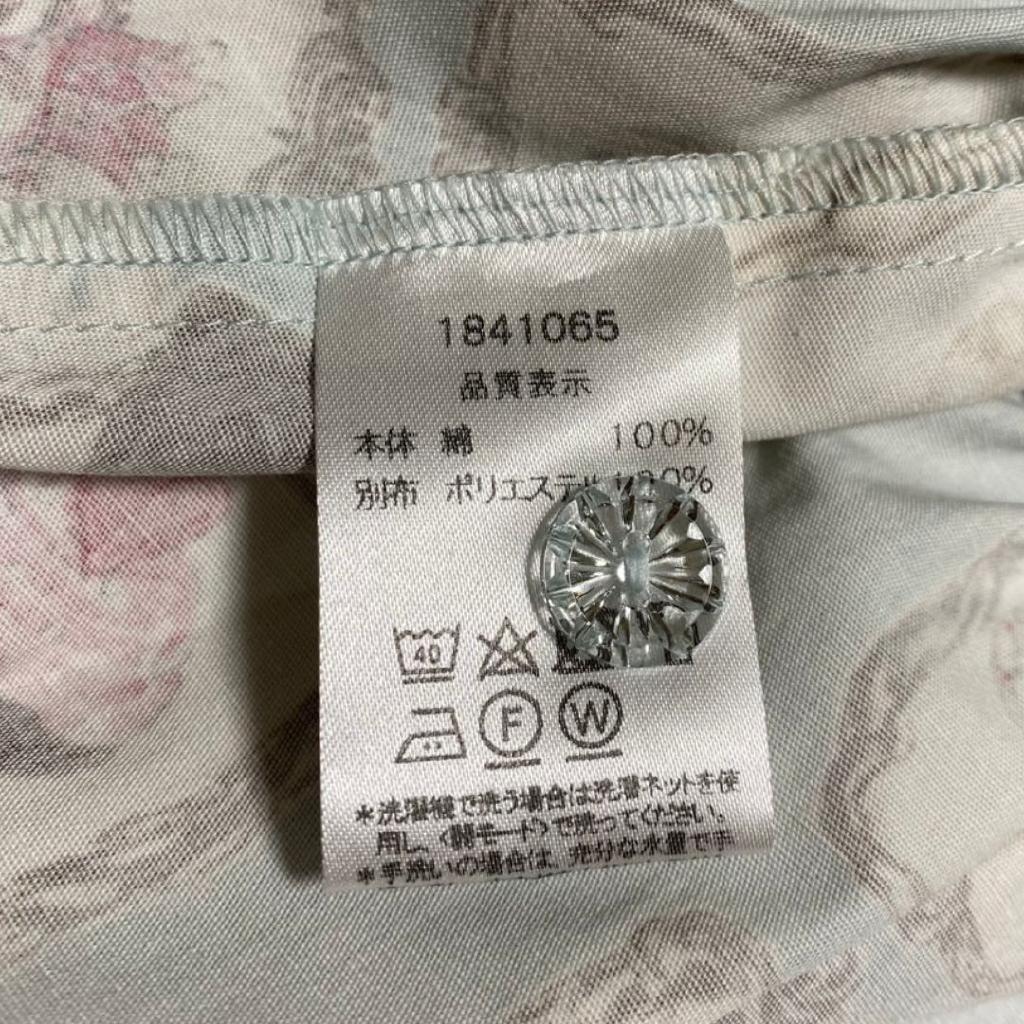 1841065
品質表示
本体 綿 100%
別布 ポリエステル 100%
40
F W
*洗濯機で洗う場合は洗濯ネットを使
用し、〈弱モード〉で洗ってください。
*手洗いの場合は、充分な水量で手